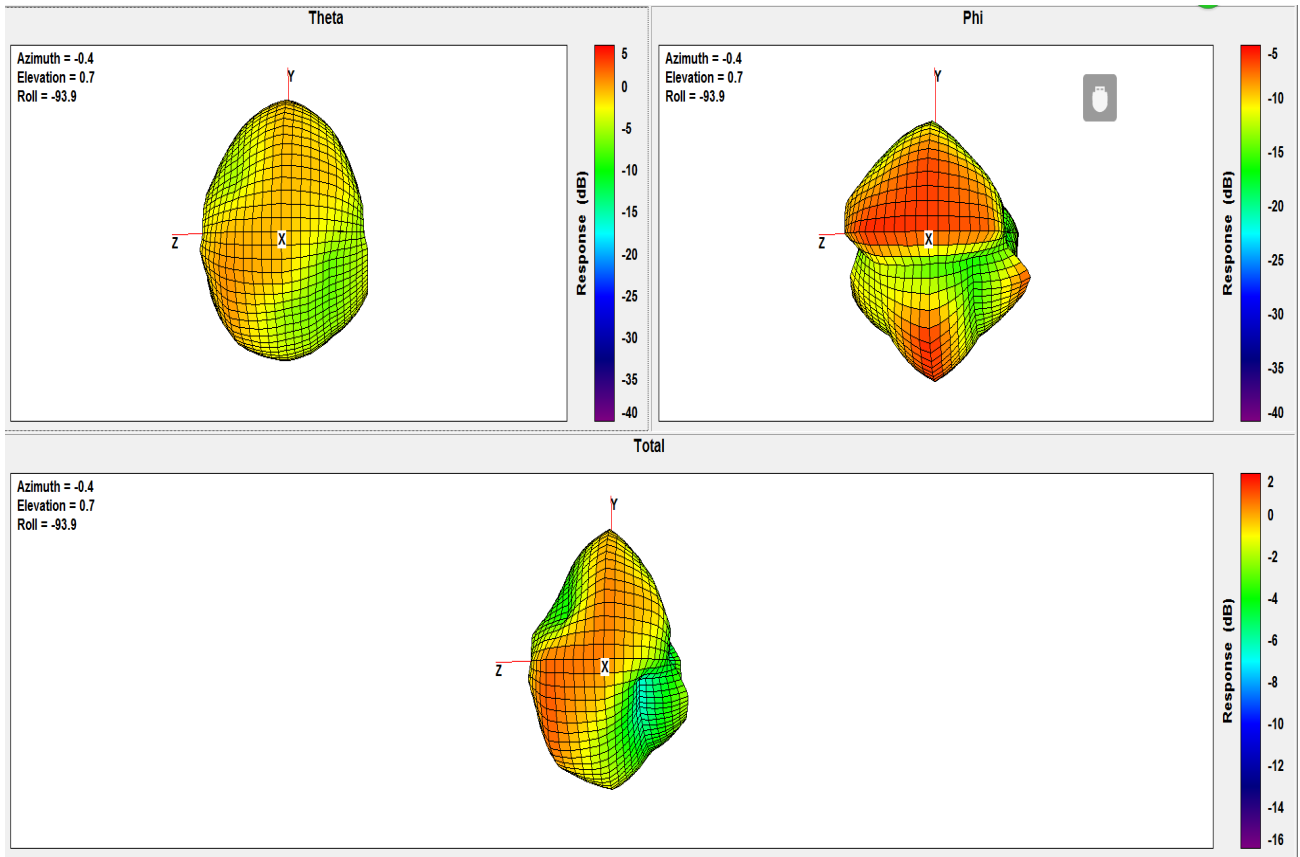 Theta
Azimuth = -0.4
Elevation = 0.7
Roll = -93.9
Y
Z
X
5
0
-5
-10
-15
-20
-25
-30
-35
-40
Response (dB)
Phi
Azimuth = -0.4
Elevation = 0.7
Roll = -93.9
Y
Z
X
-5
-10
-15
-20
-25
-30
-35
-40
Response (dB)
Total
Azimuth = -0.4
Elevation = 0.7
Roll = -93.9
Y
Z
X
2
0
-2
-4
-6
-8
-10
-12
-14
-16
Response (dB)